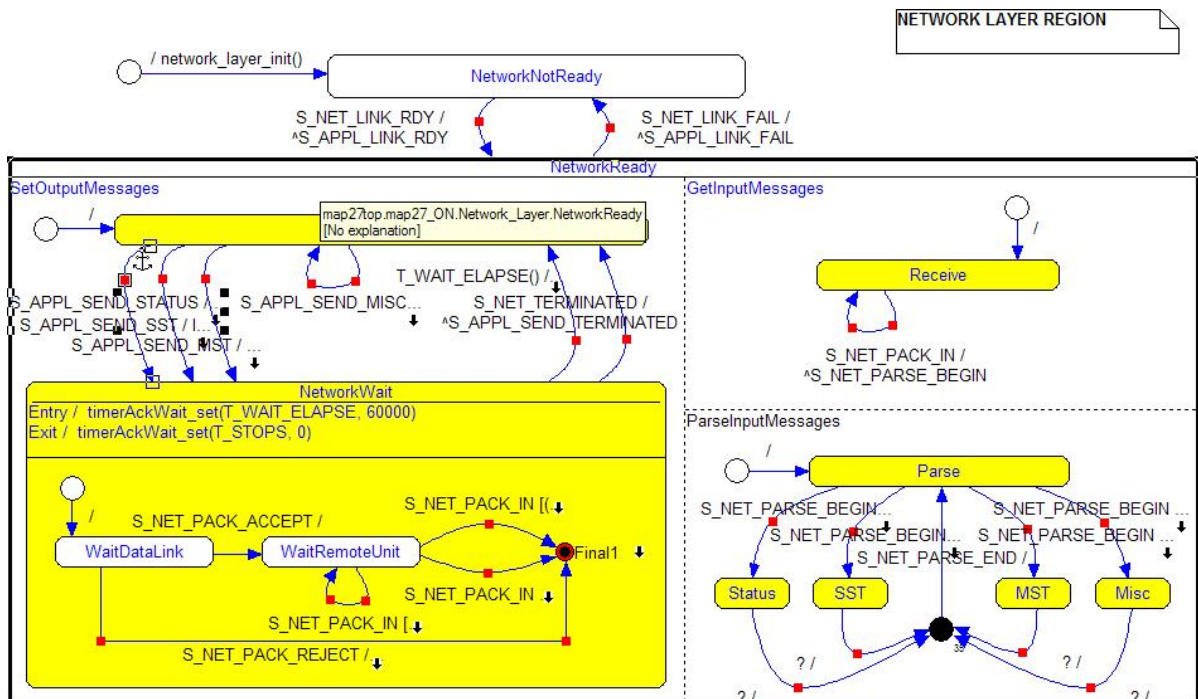 NETWORK LAYER REGION
/ network_layer_init()
NetworkNotReady
S_NET_LINK_RDY /
^S_APPL_LINK_RDY
S_NET_LINK_FAIL /
^S_APPL_LINK_FAIL
NetworkReady
SetOutputMessages
/
map27top.map27_ON.Network_Layer.NetworkReady
[No explanation]
S_APPL_SEND_STATUS /...
S_APPL_SEND_SST / I...
S_APPL_SEND_MST / ...
S_APPL_SEND_MISC...
T_WAIT_ELAPSE() /...
S_NET_TERMINATED /
^S_APPL_SEND_TERMINATED
NetworkWait
Entry / timerAckWait_set(T_WAIT_ELAPSE, 60000)
Exit / timerAckWait_set(T_STOPS, 0)
/
S_NET_PACK_ACCEPT /
WaitDataLink
WaitRemoteUnit
S_NET_PACK_IN [(...
Final1
S_NET_PACK_IN ...
S_NET_PACK_IN [...
S_NET_PACK_REJECT /...
GetInputMessages
/
Receive
S_NET_PACK_IN /
^S_NET_PARSE_BEGIN
ParseInputMessages
/
Parse
S_NET_PARSE_BEGIN...
S_NET_PARSE_BEGIN...
S_NET_PARSE_BEGIN ...
S_NET_PARSE_BEGIN ...
S_NET_PARSE_END /
Status
SST
MST
Misc
? /
? /
? /
? /